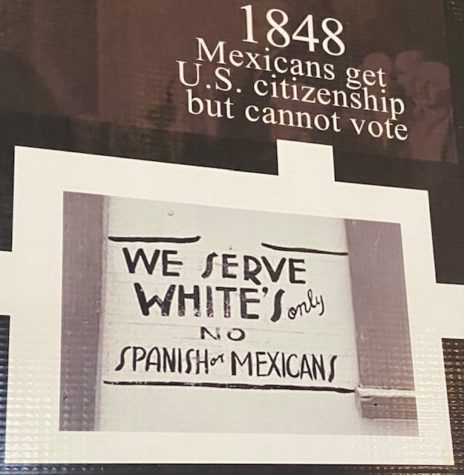 1848
Mexicans get
U.S. citizenship
but cannot vote
WE SERVE
WHITE'S only
NO
SPANISH or MEXICANS